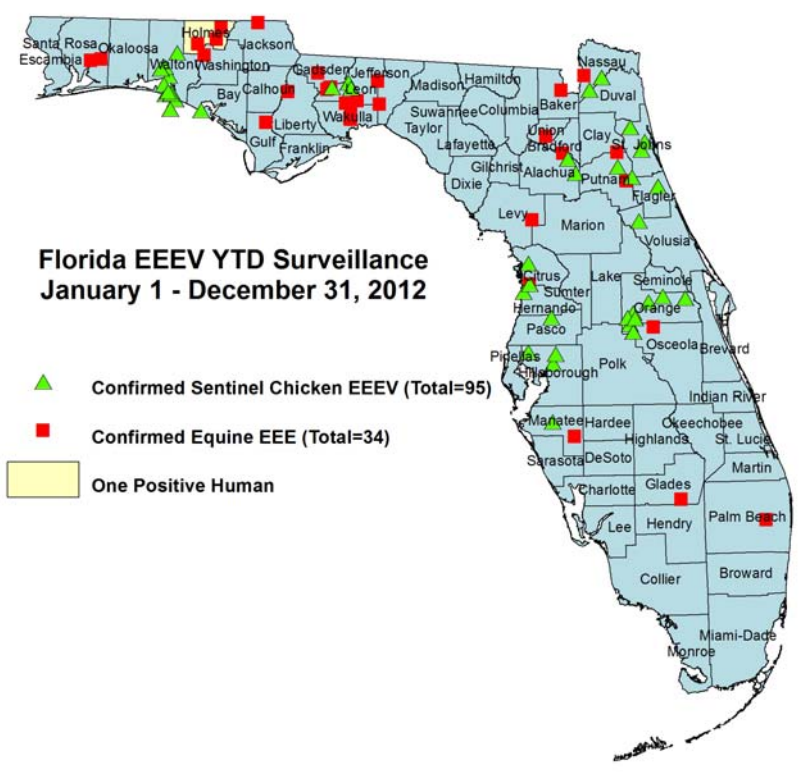 Holmes
Santa Rosa
Okaloosa
Jackson
Escambia
Walton
Washington
Gadsden
Jefferson
Nassau
Bay
Calhoun
Leon
Madison
Hamilton
Baker
Duval
Liberty
Wakulla
Suwannee
Columbia
Taylor
Union
Clay
St. Johns
Gulf
Franklin
Lafayette
Bradford
Gilchrist
Alachua
Putnam
Dixie
Flagler
Levy
Marion
Volusia
Florida EEEV YTD Surveillance
January 1 - December 31, 2012
Citrus
Lake
Seminole
Sumter
Hernando
Orange
Pasco
Osceola
Brevard
Pinellas
Polk
Hillsborough
Confirmed Sentinel Chicken EEEV (Total=95)
Indian River
Manatee
Hardee
Okeechobee
Highlands
St. Lucie
Confirmed Equine EEE (Total=34)
Sarasota
DeSoto
Martin
Charlotte
Glades
One Positive Human
Lee
Hendry
Palm Beach
Collier
Broward
Miami-Dade
Monroe